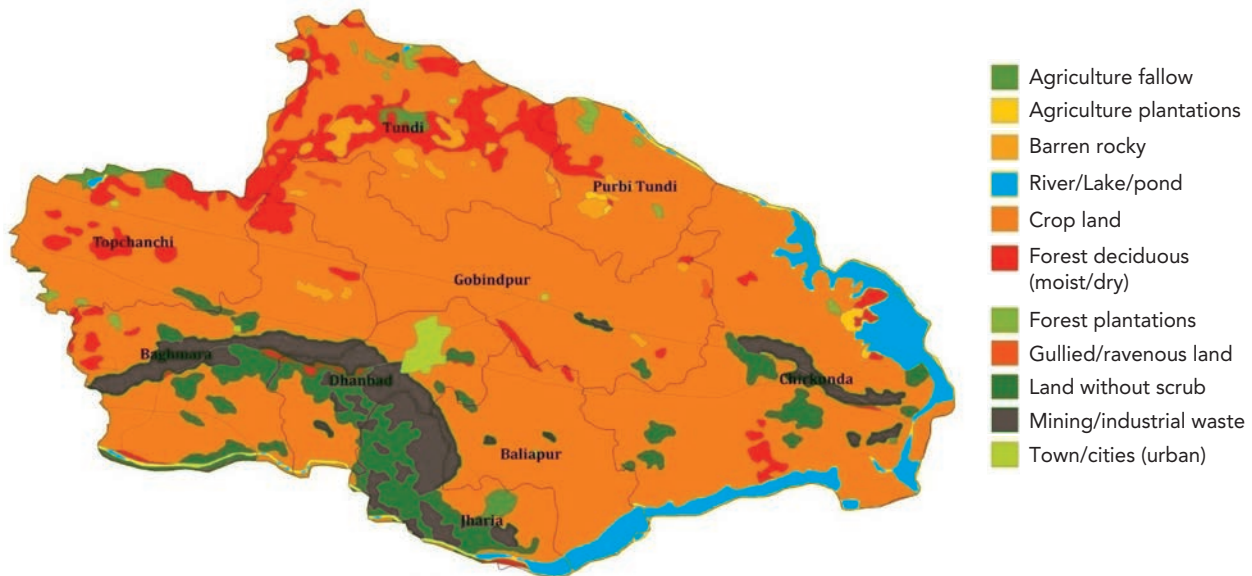 Tundi
Purbi Tundi
Topchanchi
Gobindpur
Baghmara
Dhanbad
Chirkunda
Baliapur
Jharia
Agriculture fallow
Agriculture plantations
Barren rocky
River/Lake/pond
Crop land
Forest deciduous
(moist/dry)
Forest plantations
Gullied/ravenous land
Land without scrub
Mining/industrial waste
Town/cities (urban)